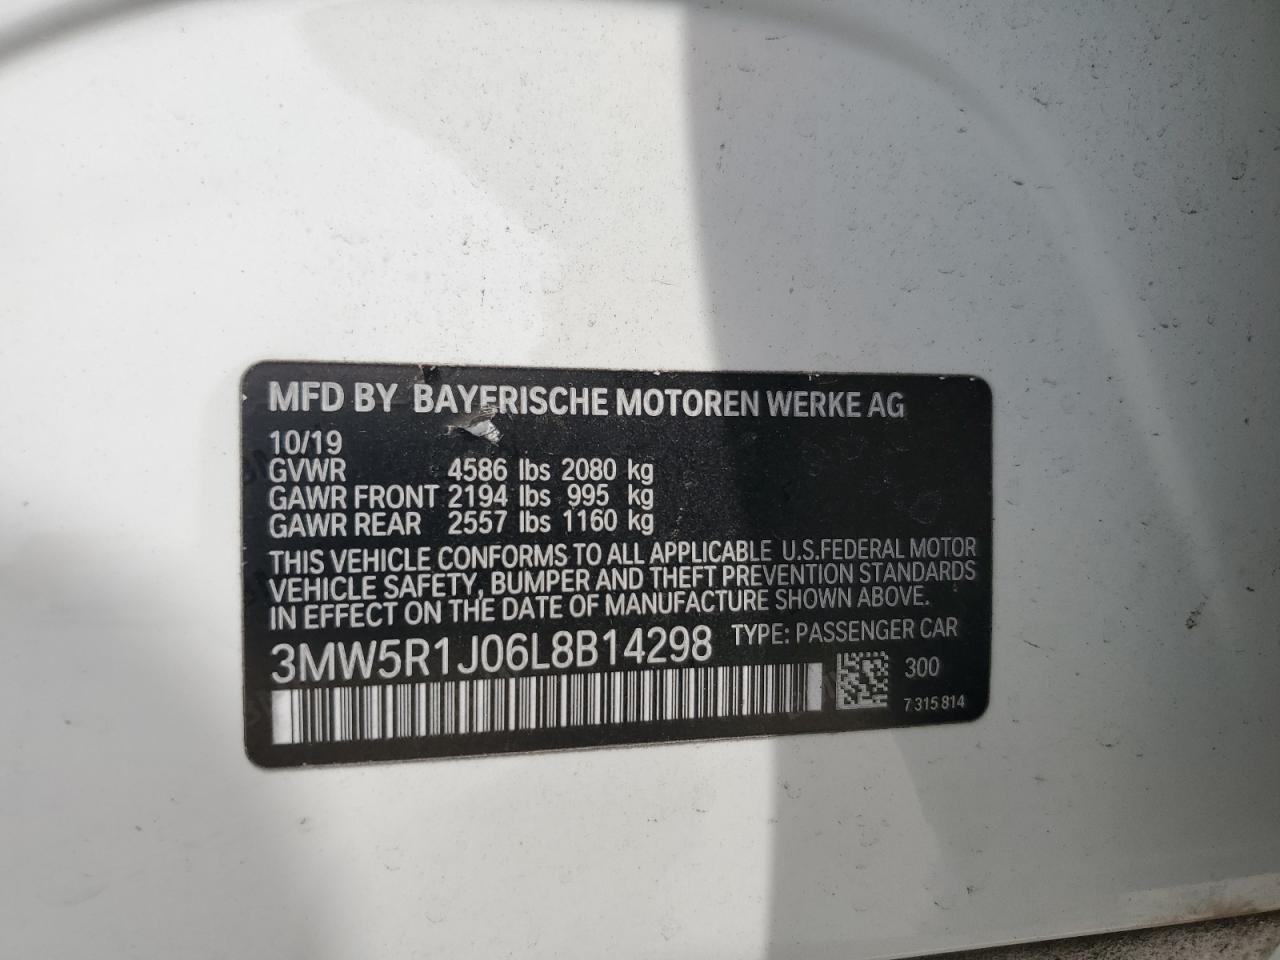 MFD BY BAYERISCHE MOTOREN WERKE AG
10/19
GVWR 4586 lbs 2080 kg
GAWR FRONT 2194 lbs 995 kg
GAWR REAR 2557 lbs 1160 kg
THIS VEHICLE CONFORMS TO ALL APPLICABLE U.S.FEDERAL MOTOR
VEHICLE SAFETY, BUMPER AND THEFT PREVENTION STANDARDS
IN EFFECT ON THE DATE OF MANUFACTURE SHOWN ABOVE.
3MW5R1J06L8B14298 TYPE: PASSENGER CAR
300
7 315 814